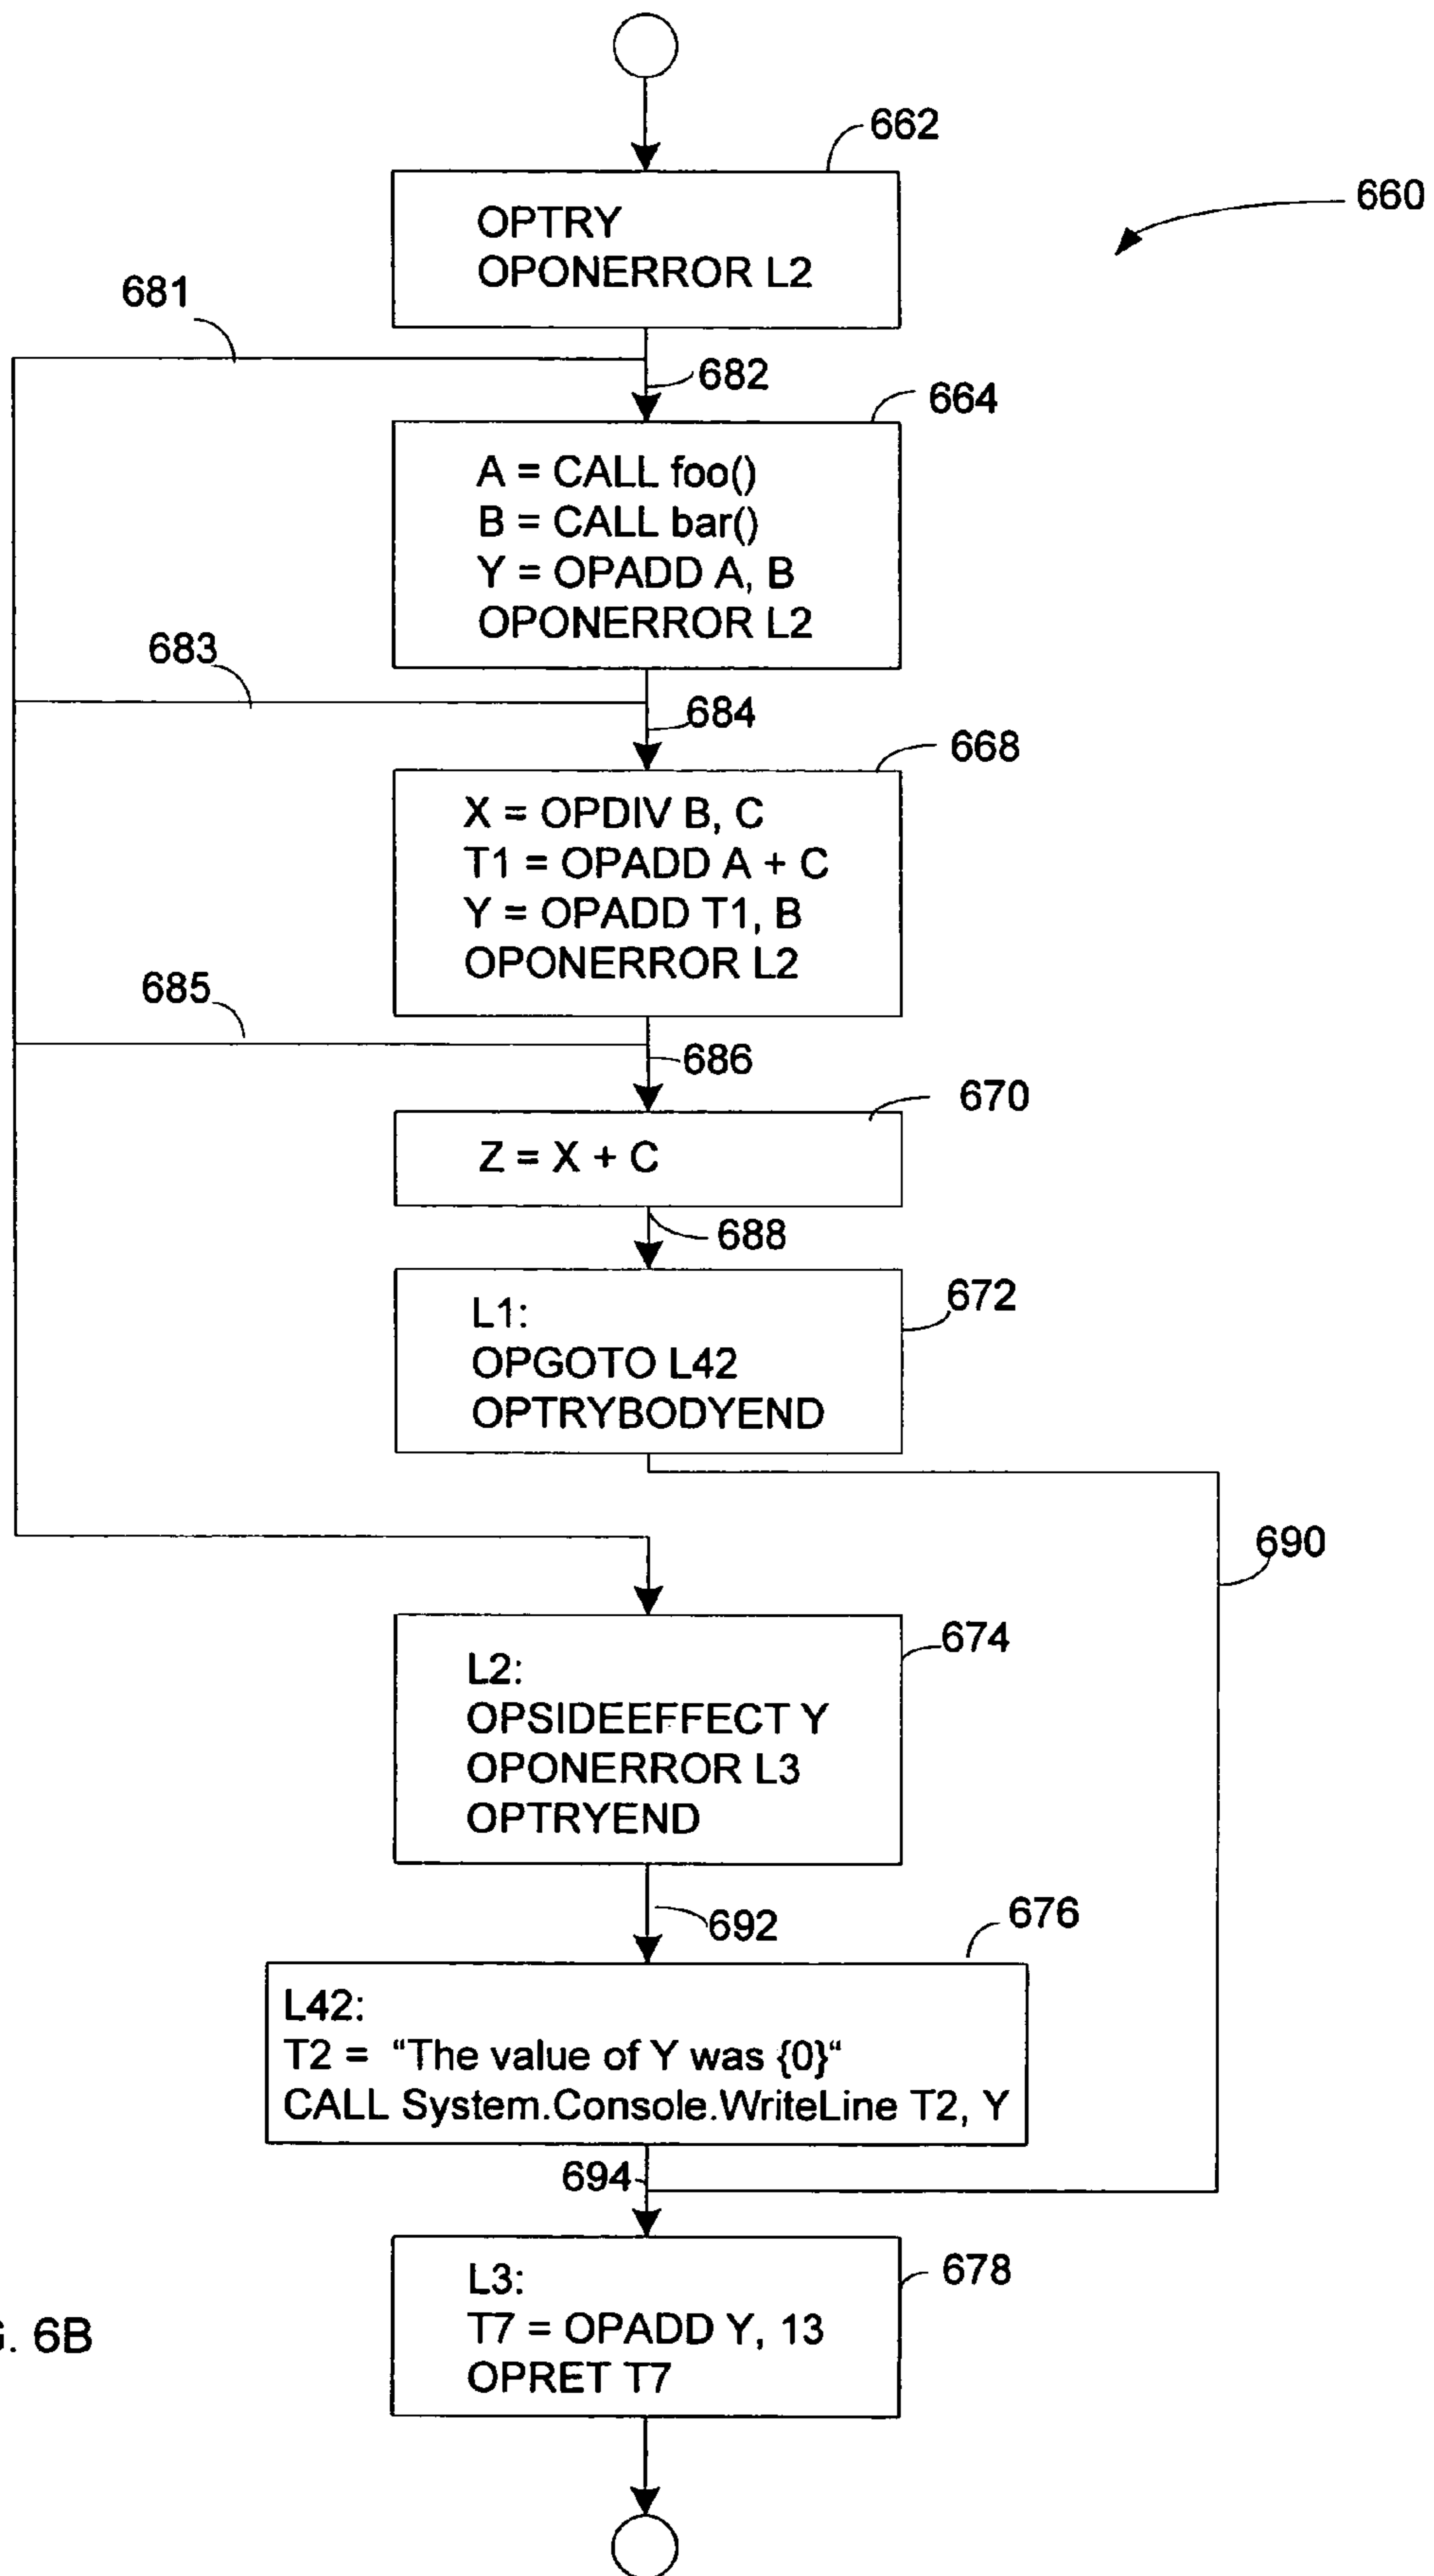 662
660
OPTRY
OPONERROR L2
681
682
664
A = CALL foo()
B = CALL bar()
Y = OPADD A, B
OPONERROR L2
683
684
668
X = OPDIV B, C
T1 = OPADD A + C
Y = OPADD T1, B
OPONERROR L2
685
686
670
Z = X + C
688
672
L1:
OPGOTO L42
OPTRYBODYEND
690
674
L2:
OPSIDEEFFECT Y
OPONERROR L3
OPTRYEND
692
676
L42:
T2 = “The value of Y was {0}“
CALL System.Console.WriteLine T2, Y
694
678
L3:
T7 = OPADD Y, 13
OPRET T7
6B